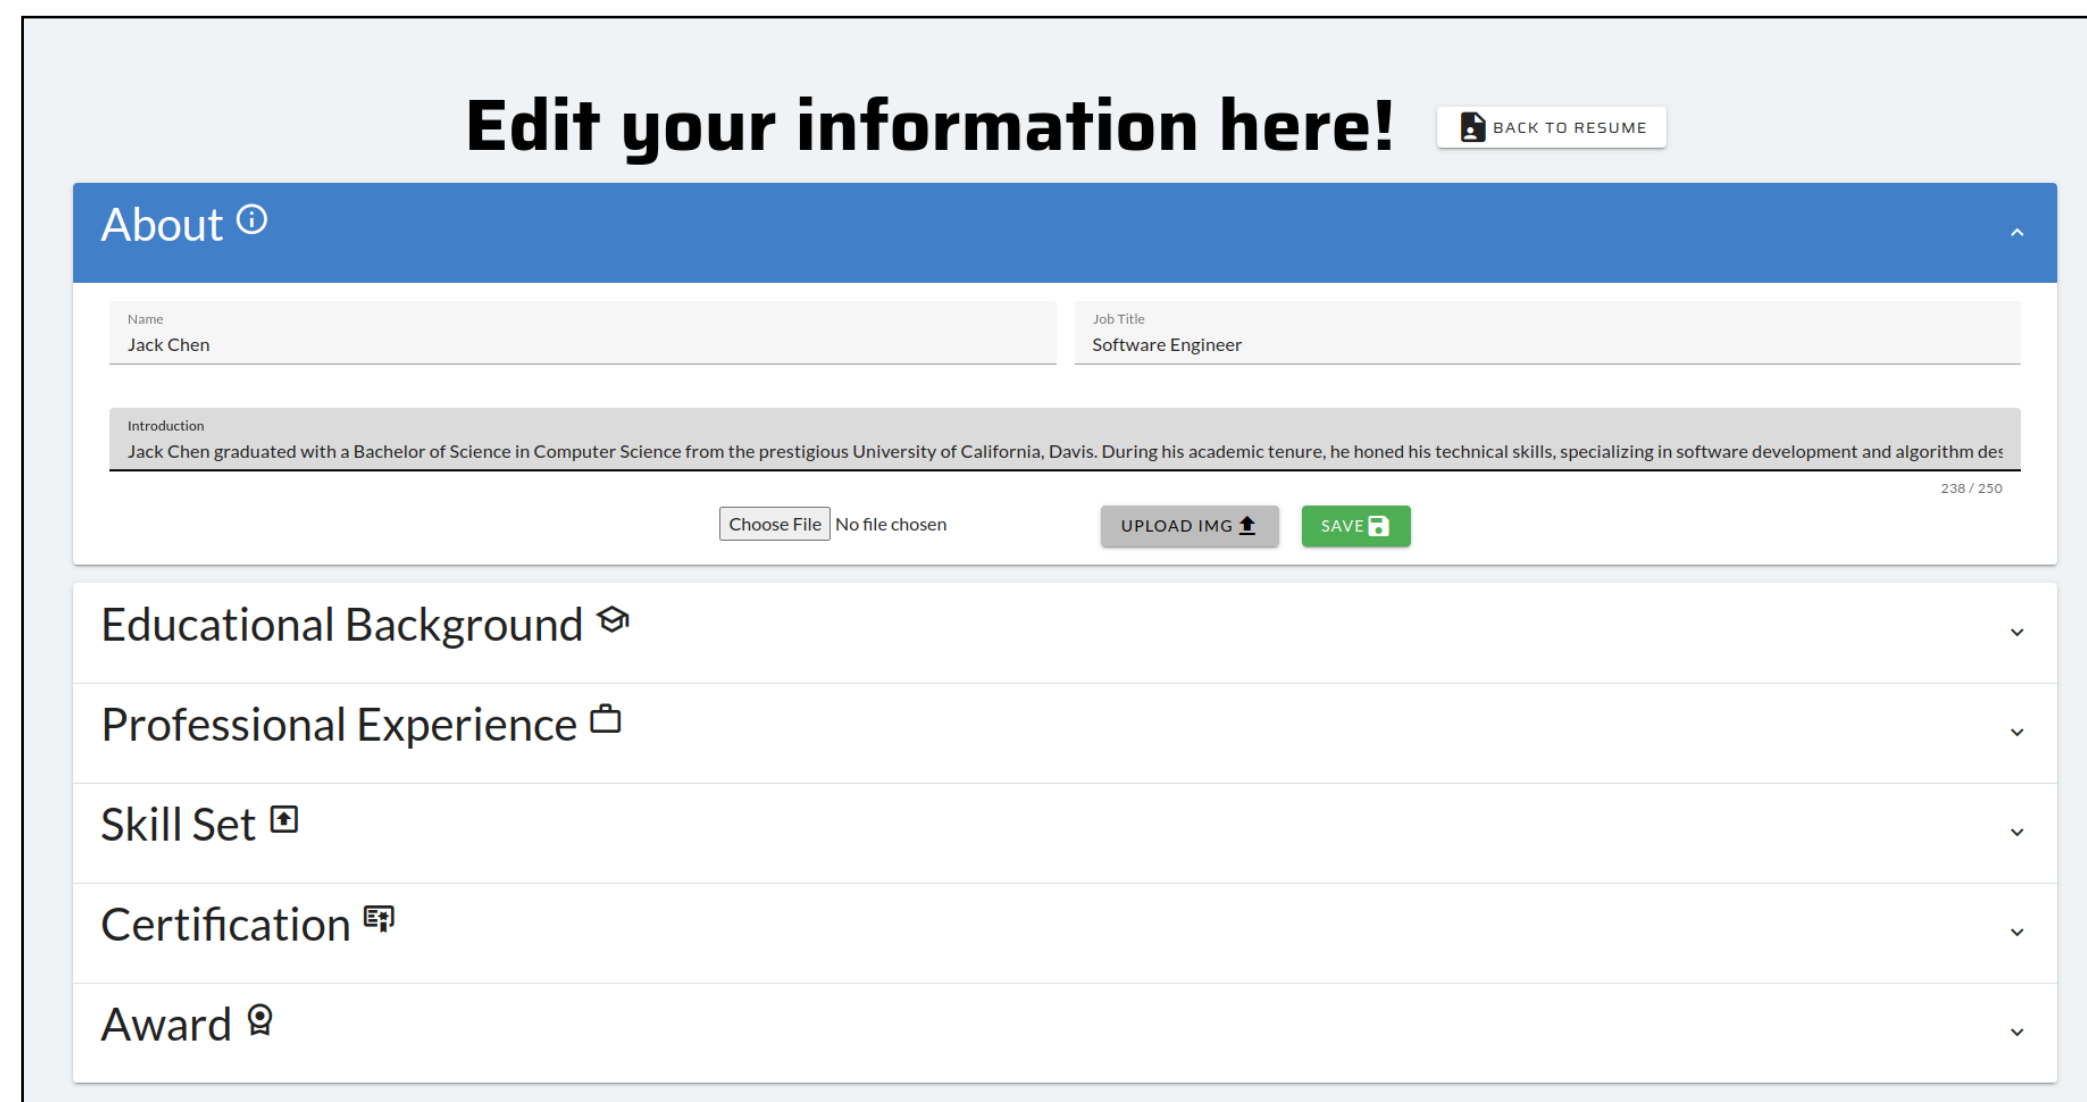 Edit your information here!
BACK TO RESUME
About
Name
Jack Chen
Job Title
Software Engineer
Introduction
Jack Chen graduated with a Bachelor of Science in Computer Science from the prestigious University of California, Davis. During his academic tenure, he honed his technical skills, specializing in software development and algorithm des
238 / 250
Choose File No file chosen
UPLOAD IMG
SAVE
Educational Background
Professional Experience
Skill Set
Certification
Award